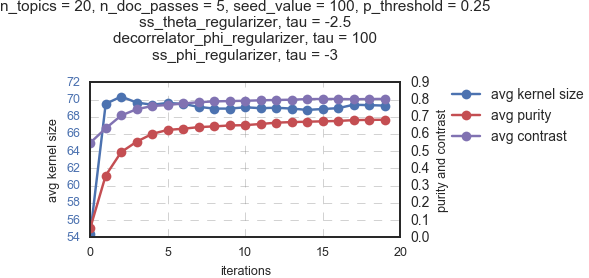 n_topics = 20, n_doc_passes = 5, seed_value = 100, p_threshold = 0.25
ss_theta_regularizer, tau = -2.5
decorrelator_phi_regularizer, tau = 100
ss_phi_regularizer, tau = -3
72
70
68
66
64
62
60
58
56
54
avg kernel size
0.9
0.8
0.7
0.6
0.5
0.4
0.3
0.2
0.1
0.0
purity and contrast
0
5
10
15
20
iterations
avg kernel size
avg purity
avg contrast